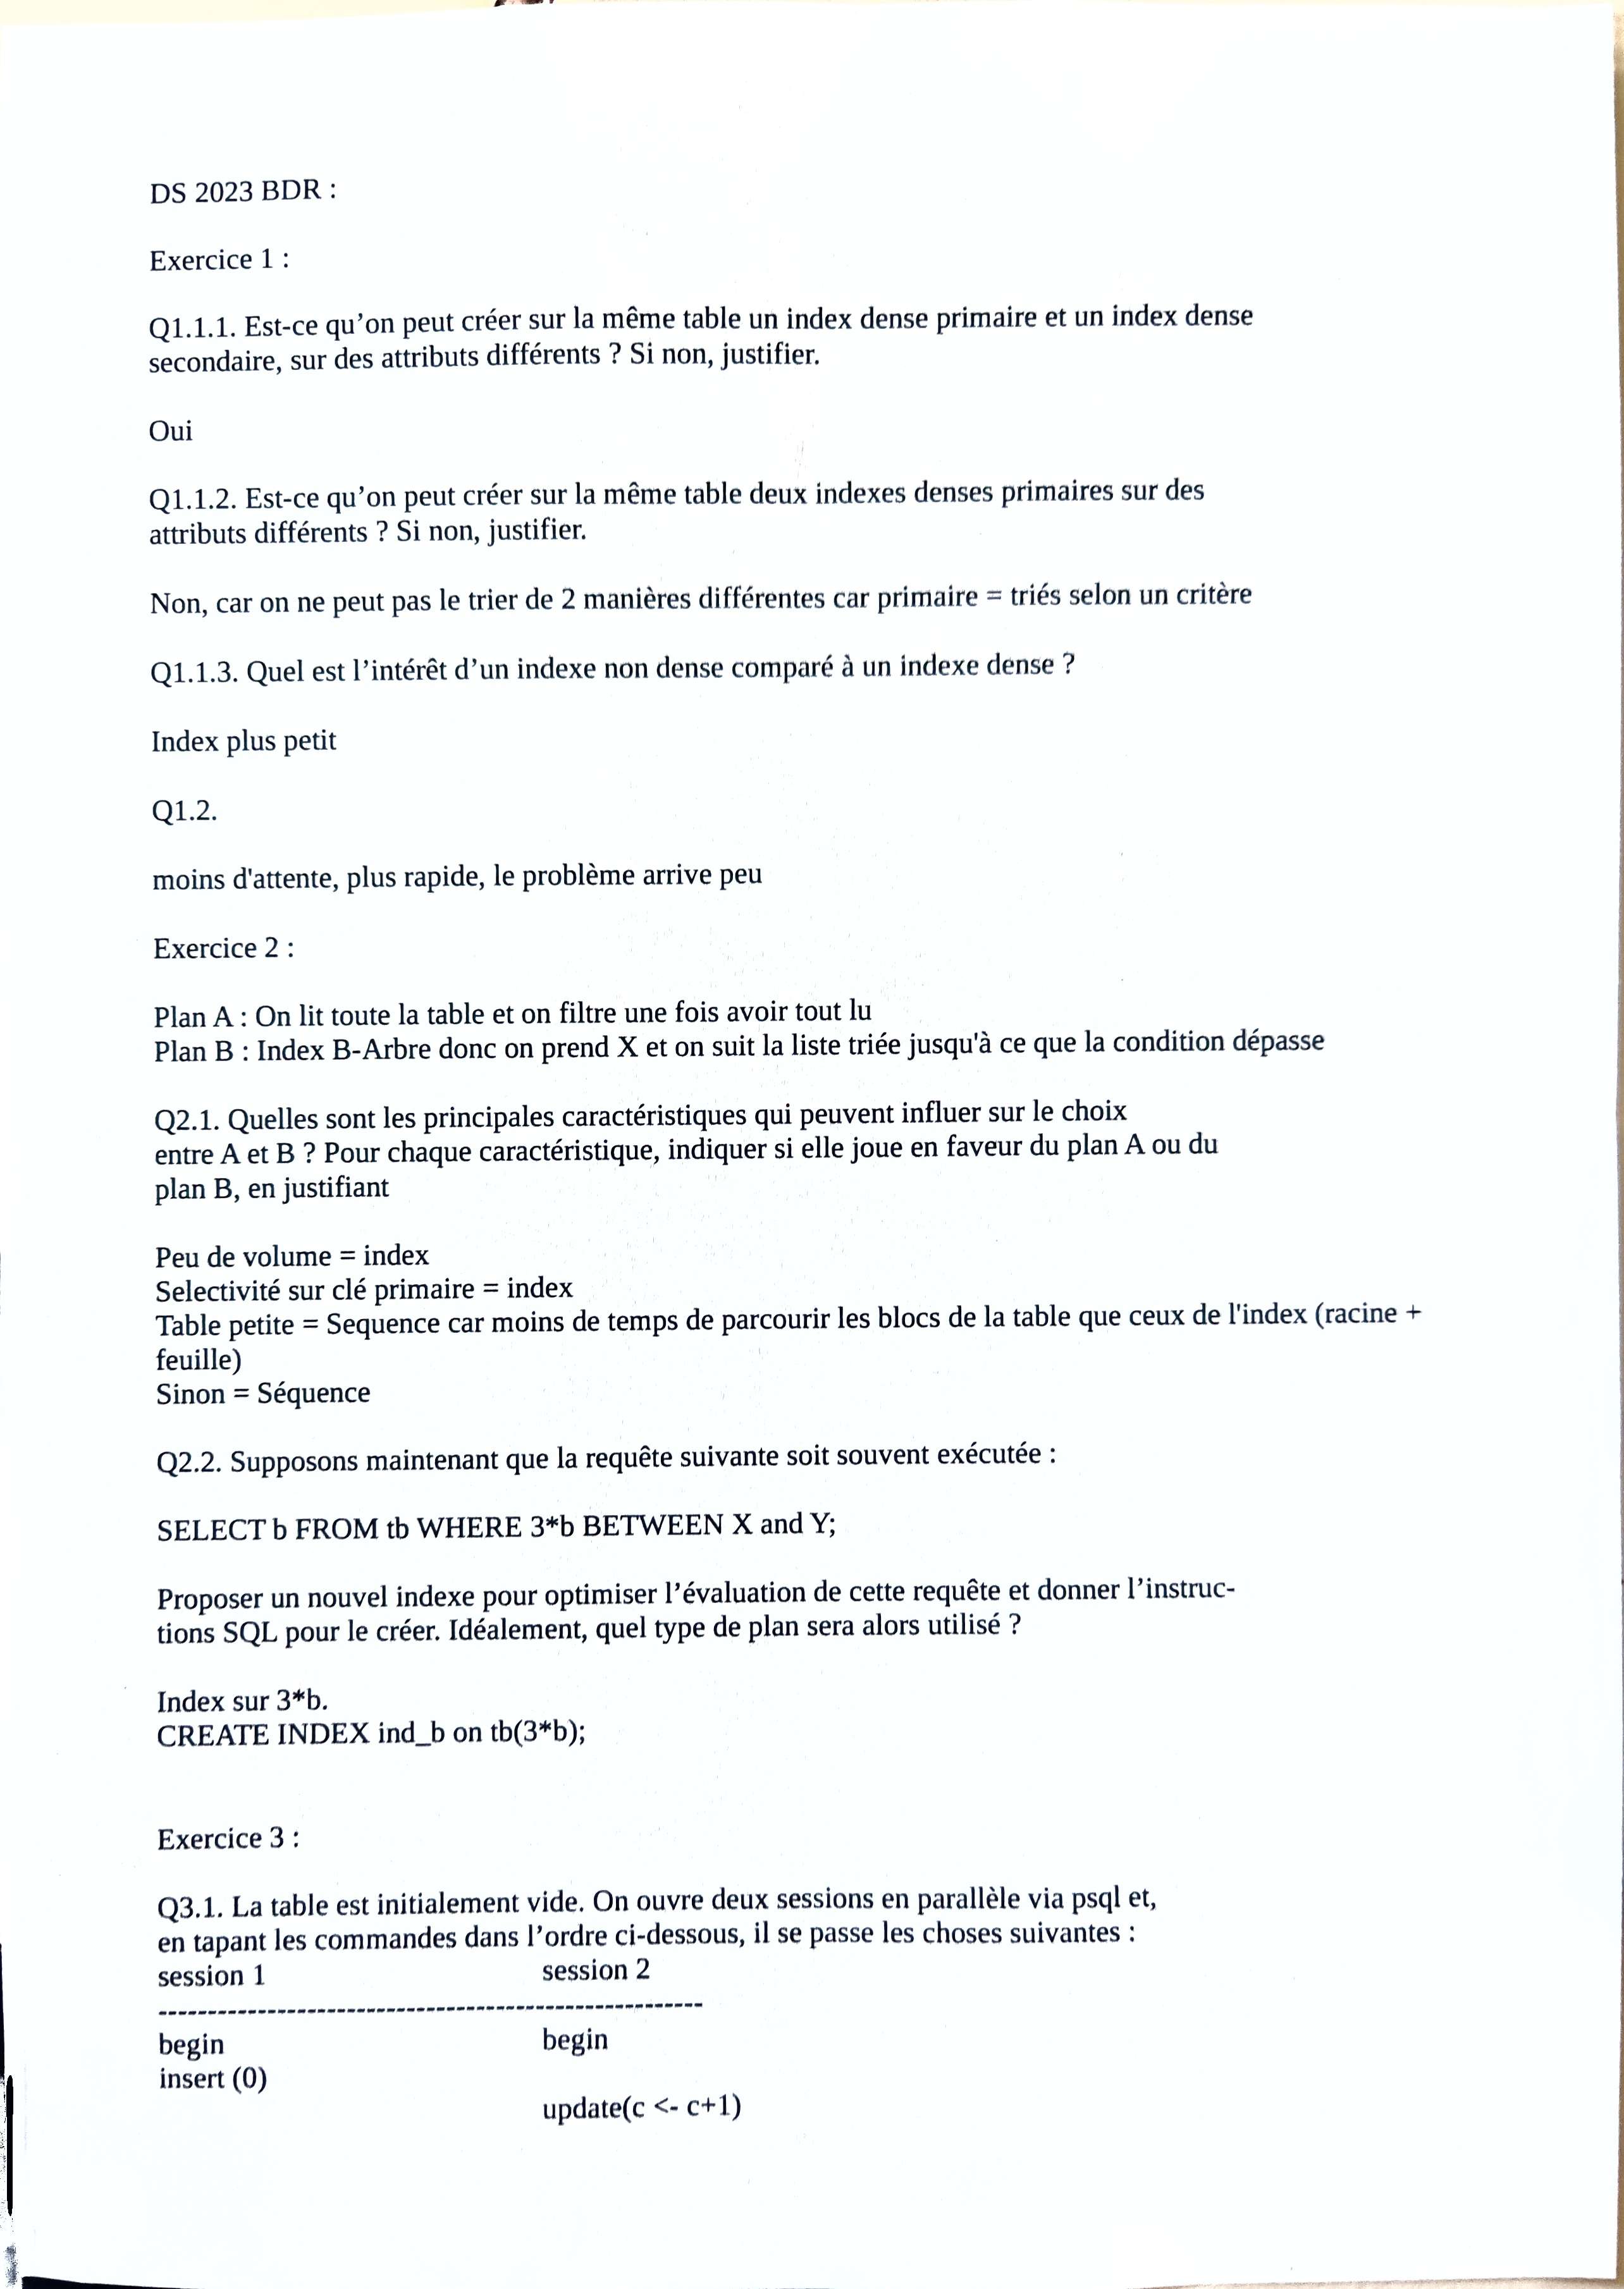 DS 2023 BDR :
Exercice 1 :
Q1.1.1. Est-ce qu’on peut créer sur la même table un index dense primaire et un index dense
secondaire, sur des attributs différents ? Si non, justifier.
Oui
Q1.1.2. Est-ce qu’on peut créer sur la même table deux indexes denses primaires sur des
attributs différents ? Si non, justifier.
Non, car on ne peut pas le trier de 2 manières différentes car primaire = triés selon un critère
Q1.1.3. Quel est l’intérêt d’un indexe non dense comparé à un indexe dense ?
Index plus petit
Q1.2.
moins d'attente, plus rapide, le problème arrive peu
Exercice 2 :
Plan A : On lit toute la table et on filtre une fois avoir tout lu
Plan B : Index B-Arbre donc on prend X et on suit la liste triée jusqu'à ce que la condition dépasse
Q2.1. Quelles sont les principales caractéristiques qui peuvent influer sur le choix
entre A et B ? Pour chaque caractéristique, indiquer si elle joue en faveur du plan A ou du
plan B, en justifiant
Peu de volume = index
Selectivité sur clé primaire = index
Table petite = Sequence car moins de temps de parcourir les blocs de la table que ceux de l'index (racine +
feuille)
Sinon = Séquence
Q2.2. Supposons maintenant que la requête suivante soit souvent exécutée :
SELECT b FROM tb WHERE 3*b BETWEEN X and Y;
Proposer un nouvel indexe pour optimiser l’évaluation de cette requête et donner l’instruc-
tions SQL pour le créer. Idéalement, quel type de plan sera alors utilisé ?
Index sur 3*b.
CREATE INDEX ind_b on tb(3*b);
Exercice 3 :
Q3.1. La table est initialement vide. On ouvre deux sessions en parallèle via psql et,
en tapant les commandes dans l’ordre ci-dessous, il se passe les choses suivantes :
session 1 session 2
-------------------------------------------------------
begin begin
insert (0)
update(c <- c+1)